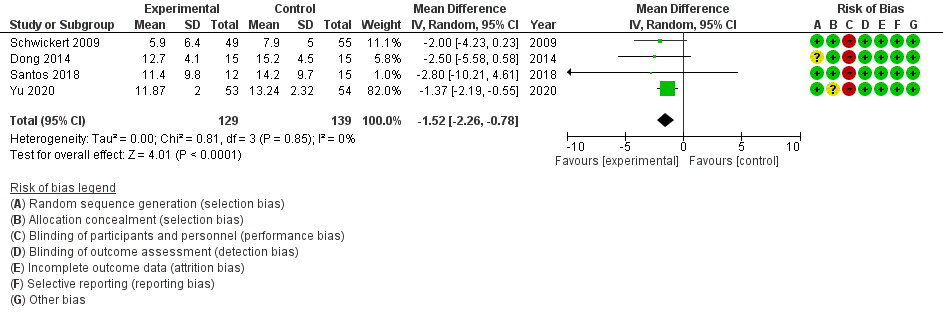 Experimental Control Mean Difference Mean Difference Risk of Bias
Study or Subgroup Mean SD Total Mean SD Total Weight IV, Random, 95% CI Year IV, Random, 95% CI A B C D E F G
Schwickert 2009 5.9 6.4 49 7.9 5 55 11.1% -2.00 [-4.23, 0.23] 2009 + + - + + + +
Dong 2014 12.7 4.1 15 15.2 4.5 15 5.8% -2.50 [-5.58, 0.58] 2014 ? + - + + + +
Santos 2018 11.4 9.8 12 14.2 9.7 15 1.0% -2.80 [-10.21, 4.61] 2018 + + - + + + +
Yu 2020 11.87 2 53 13.24 2.32 54 82.0% -1.37 [-2.19, -0.55] 2020 + ? - + + + +
Total (95% CI) 129 139 100.0% -1.52 [-2.26, -0.78]
Heterogeneity: Tau² = 0.00; Chi² = 0.81, df = 3 (P = 0.85); I² = 0%
Test for overall effect: Z = 4.01 (P < 0.0001)
-10 -5 0 5 10
Favours [experimental] Favours [control]
Risk of bias legend
(A) Random sequence generation (selection bias)
(B) Allocation concealment (selection bias)
(C) Blinding of participants and personnel (performance bias)
(D) Blinding of outcome assessment (detection bias)
(E) Incomplete outcome data (attrition bias)
(F) Selective reporting (reporting bias)
(G) Other bias